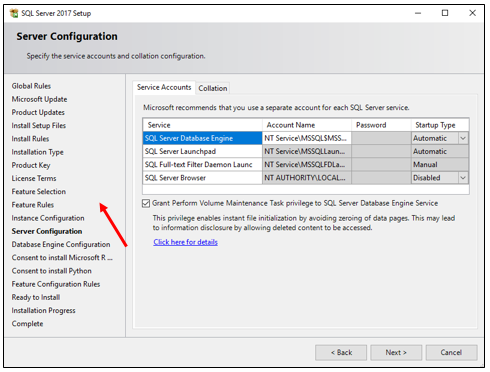 SQL Server 2017 Setup
Server Configuration
Specify the service accounts and collation configuration.
Global Rules
Microsoft Update
Product Updates
Install Setup Files
Install Rules
Installation Type
Product Key
License Terms
Feature Selection
Feature Rules
Instance Configuration
Server Configuration
Database Engine Configuration
Consent to install Microsoft R ...
Consent to install Python
Feature Configuration Rules
Ready to Install
Installation Progress
Complete
Service Accounts Collation
Microsoft recommends that you use a separate account for each SQL Server service.
Service Account Name Password Startup Type
SQL Server Database Engine NT Service\MSSQL$MSS... Automatic
SQL Server Launchpad NT Service\MSSQLLaun... Automatic
SQL Full-text Filter Daemon Launc NT Service\MSSQLFDLa... Manual
SQL Server Browser NT AUTHORITY\LOCAL... Disabled
Grant Perform Volume Maintenance Task privilege to SQL Server Database Engine Service
This privilege enables instant file initialization by avoiding zeroing of data pages. This may lead
to information disclosure by allowing deleted content to be accessed.
Click here for details
< Back Next > Cancel